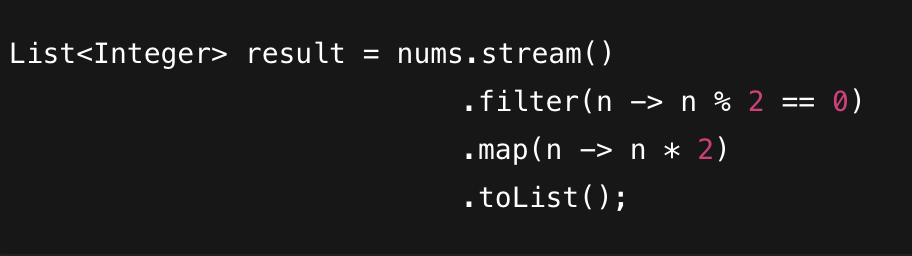 List<Integer> result = nums.stream()
.filter(n -> n % 2 == 0)
.map(n -> n * 2)
.toList();